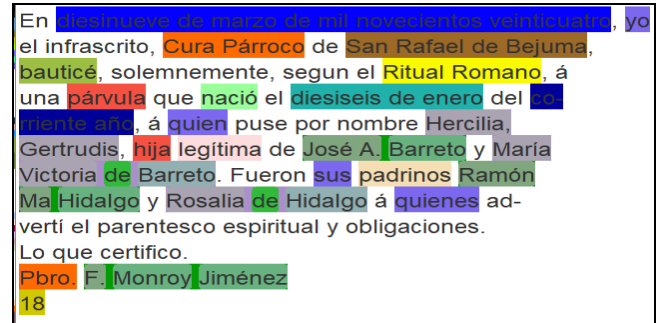 En diesinueve de marzo de mil novecientos veinticuatro, yo
el infrascrito, Cura Párroco de San Rafael de Bejuma,
bauticé, solemnemente, segun el Ritual Romano, á
una párvula que nació el diesiseis de enero del co-
rriente año, á quien puse por nombre Hercilia,
Gertrudis, hija legítima de José A. Barreto y María
Victoria de Barreto. Fueron sus padrinos Ramón
Ma Hidalgo y Rosalia de Hidalgo á quienes ad-
vertí el parentesco espiritual y obligaciones.
Lo que certifico.
Pbro. F. Monroy Jiménez
18